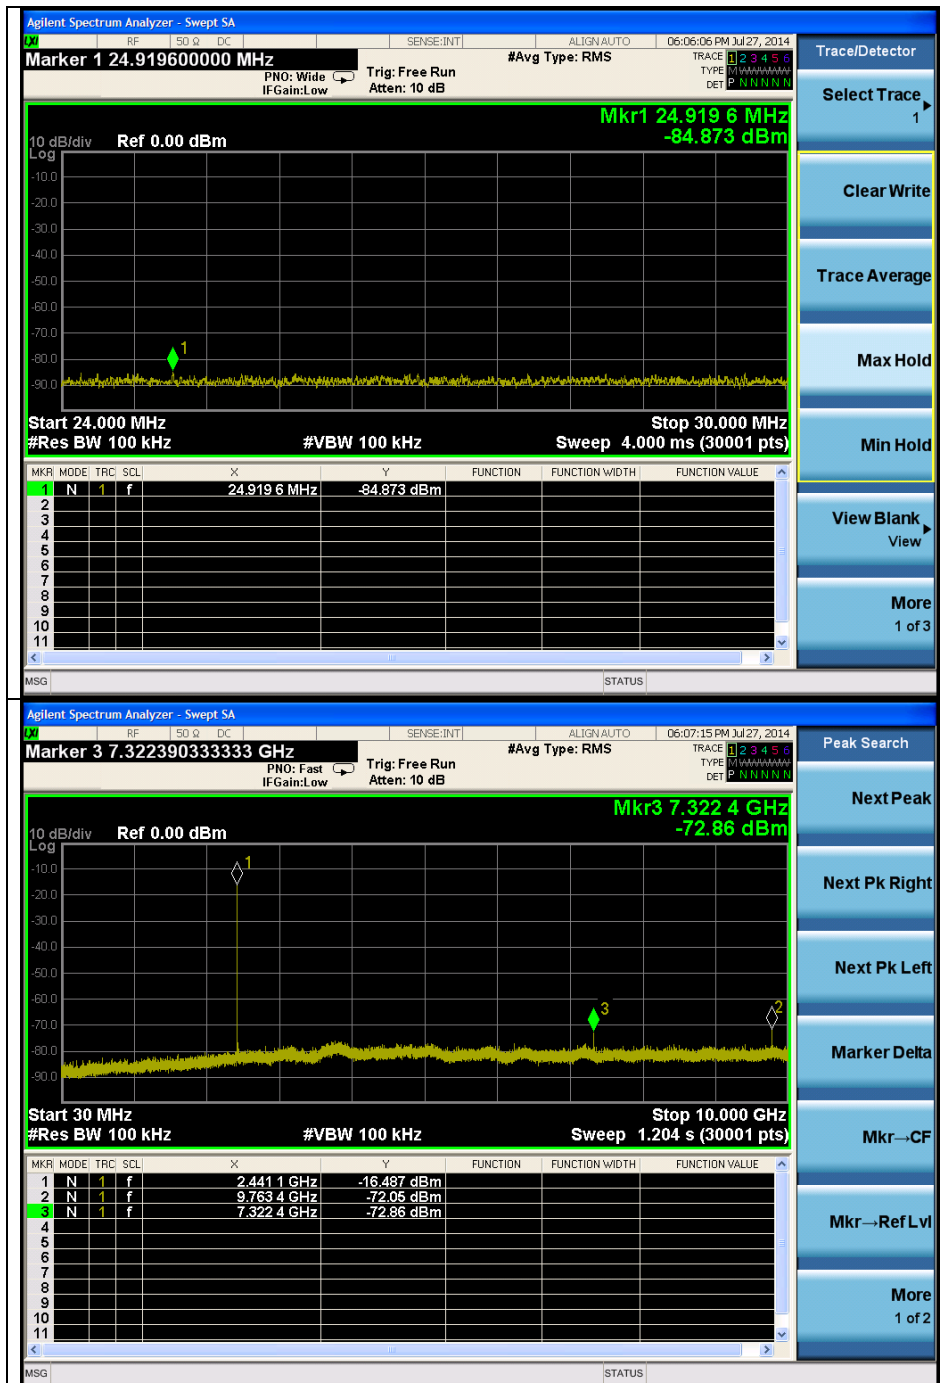 Agilent Spectrum Analyzer - Swept SA
LXI RF 50 Ω DC SENSE:INT ALIGN AUTO 06:06:06 PM Jul 27, 2014
Marker 1 24.919600000 MHz
PNO: Wide
IFGain:Low
Trig: Free Run
Atten: 10 dB
#Avg Type: RMS
TRACE 1 2 3 4 5 6
TYPE M
DET P N N N N N
Mkr1 24.919 6 MHz
-84.873 dBm
10 dB/div Ref 0.00 dBm
Log
-10.0
-20.0
-30.0
-40.0
-50.0
-60.0
-70.0
-80.0
-90.0
1
Start 24.000 MHz Stop 30.000 MHz
#Res BW 100 kHz #VBW 100 kHz Sweep 4.000 ms (30001 pts)
MKR MODE TRC SCL X Y FUNCTION FUNCTION WIDTH FUNCTION VALUE
1 N 1 f 24.919 6 MHz -84.873 dBm
2
3
4
5
6
7
8
9
10
11
MSG STATUS
Trace/Detector
Select Trace
1
Clear Write
Trace Average
Max Hold
Min Hold
View Blank
View
More
1 of 3
Agilent Spectrum Analyzer - Swept SA
LXI RF 50 Ω DC SENSE:INT ALIGN AUTO 06:07:15 PM Jul 27, 2014
Marker 3 7.322390333333 GHz
PNO: Fast
IFGain:Low
Trig: Free Run
Atten: 10 dB
#Avg Type: RMS
TRACE 1 2 3 4 5 6
TYPE M
DET P N N N N N
Mkr3 7.322 4 GHz
-72.86 dBm
10 dB/div Ref 0.00 dBm
Log
-10.0
-20.0
-30.0
-40.0
-50.0
-60.0
-70.0
-80.0
-90.0
1
3
2
Start 30 MHz Stop 10.000 GHz
#Res BW 100 kHz #VBW 100 kHz Sweep 1.204 s (30001 pts)
MKR MODE TRC SCL X Y FUNCTION FUNCTION WIDTH FUNCTION VALUE
1 N 1 f 2.441 1 GHz -16.487 dBm
2 N 1 f 9.763 4 GHz -72.05 dBm
3 N 1 f 7.322 4 GHz -72.86 dBm
4
5
6
7
8
9
10
11
MSG STATUS
Peak Search
Next Peak
Next Pk Right
Next Pk Left
Marker Delta
Mkr→CF
Mkr→Ref Lvl
More
1 of 2